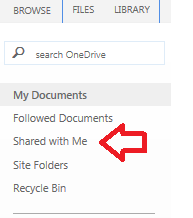 BROWSE FILES LIBRARY
search OneDrive
My Documents
Followed Documents
Shared with Me
Site Folders
Recycle Bin